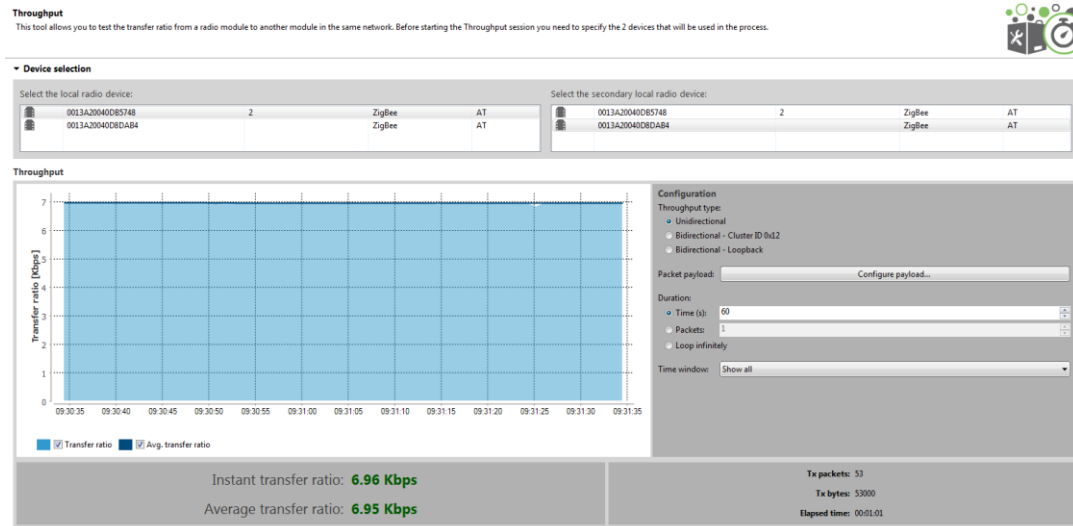 Throughput
This tool allows you to test the transfer ratio from a radio module to another module in the same network. Before starting the Throughput session you need to specify the 2 devices that will be used in the process.
Device selection
Select the local radio device:
0013A20040DB5748 2 ZigBee AT
0013A20040D8DAB4 ZigBee AT
Select the secondary local radio device:
0013A20040DB5748 2 ZigBee AT
0013A20040D8DAB4 ZigBee AT
Throughput
Transfer ratio [Kbps]
7
6
5
4
3
2
1
0
09:30:35 09:30:40 09:30:45 09:30:50 09:30:55 09:31:00 09:31:05 09:31:10 09:31:15 09:31:20 09:31:25 09:31:30 09:31:35
Transfer ratio Avg. transfer ratio
Configuration
Throughput type:
Unidirectional
Bidirectional - Cluster ID 0x12
Bidirectional - Loopback
Packet payload: Configure payload...
Duration:
Time (s): 60
Packets: 1
Loop infinitely
Time window: Show all
Instant transfer ratio: 6.96 Kbps
Average transfer ratio: 6.95 Kbps
Tx packets: 53
Tx bytes: 53000
Elapsed time: 00:01:01